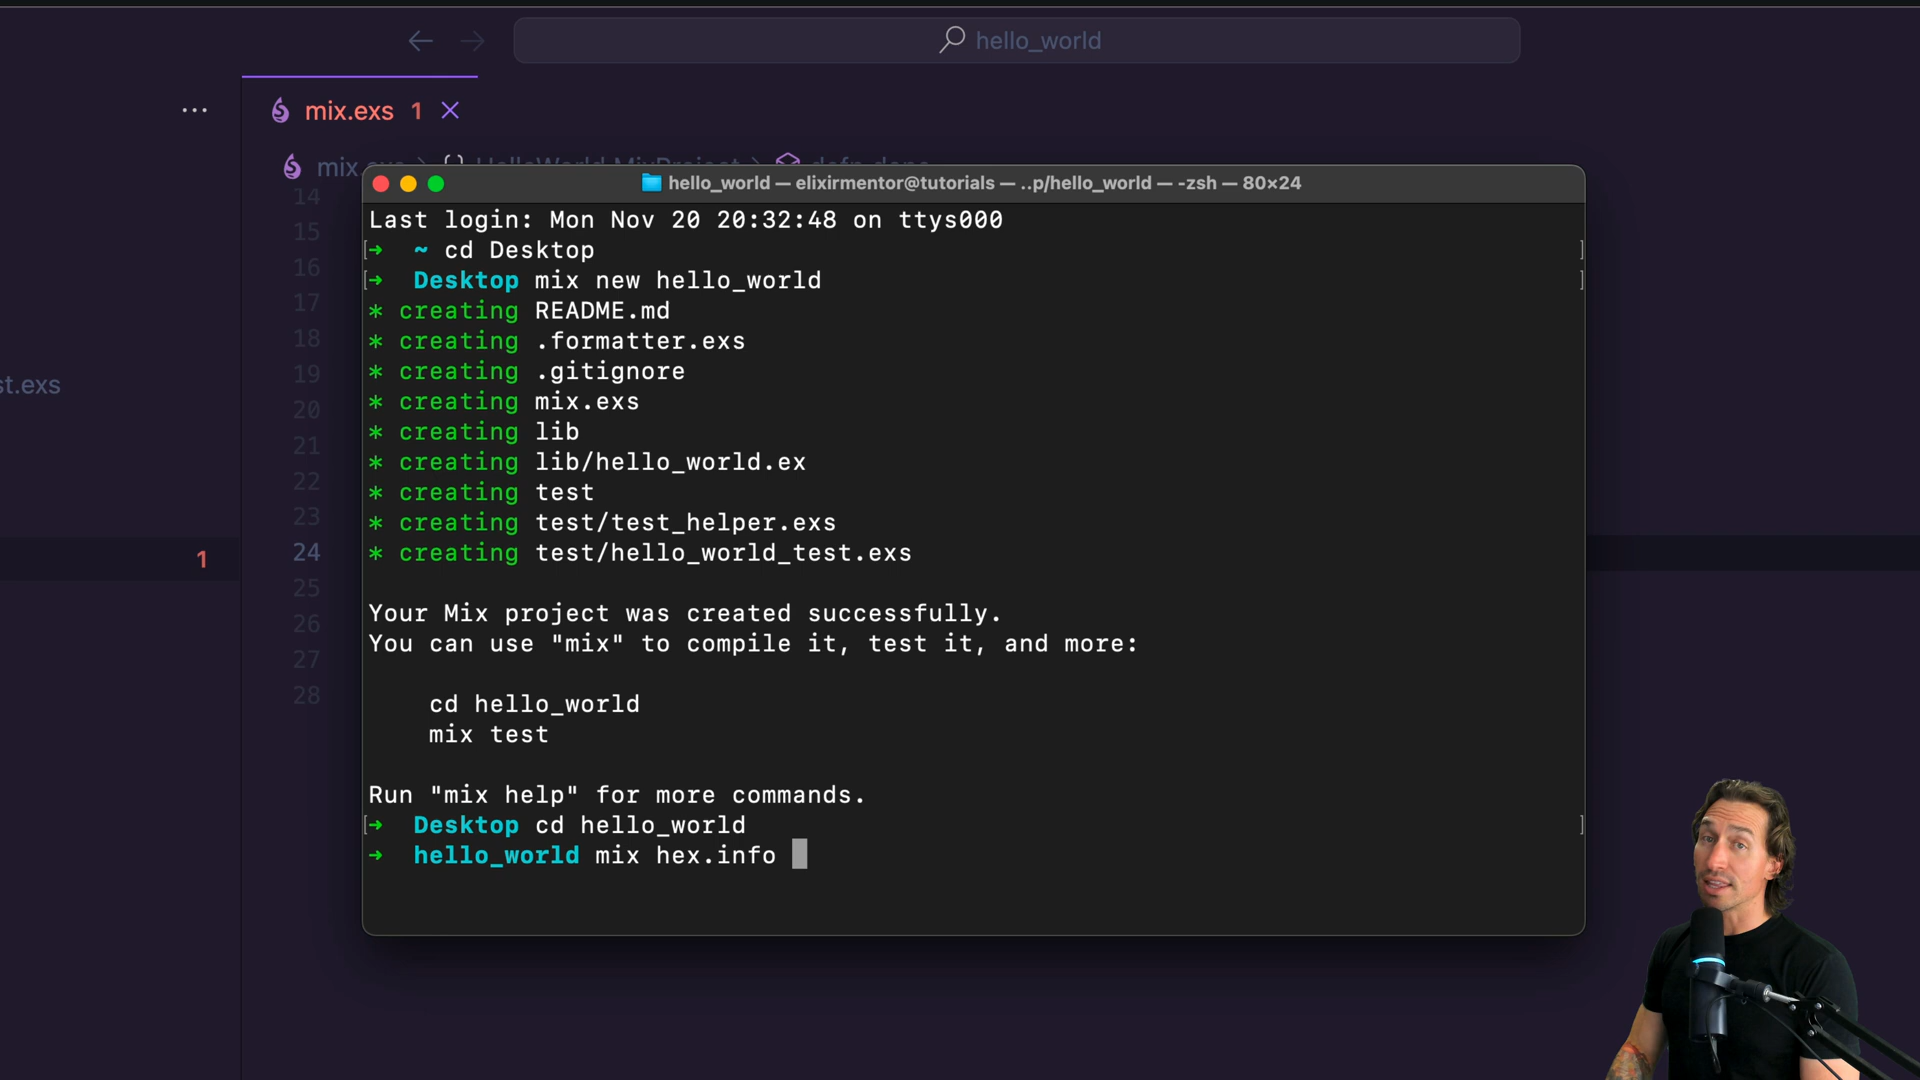 hello_world
mix.exs 1
hello_world — elixirmentor@tutorials — ..p/hello_world — -zsh — 80×24
14
15
16
17
18
19
20
21
22
23
24
25
26
27
28
st.exs
1
Last login: Mon Nov 20 20:32:48 on ttys000
[➜ ~ cd Desktop ]
[➜ Desktop mix new hello_world ]
* creating README.md
* creating .formatter.exs
* creating .gitignore
* creating mix.exs
* creating lib
* creating lib/hello_world.ex
* creating test
* creating test/test_helper.exs
* creating test/hello_world_test.exs
Your Mix project was created successfully.
You can use "mix" to compile it, test it, and more:
cd hello_world
mix test
Run "mix help" for more commands.
[➜ Desktop cd hello_world ]
➜ hello_world mix hex.info